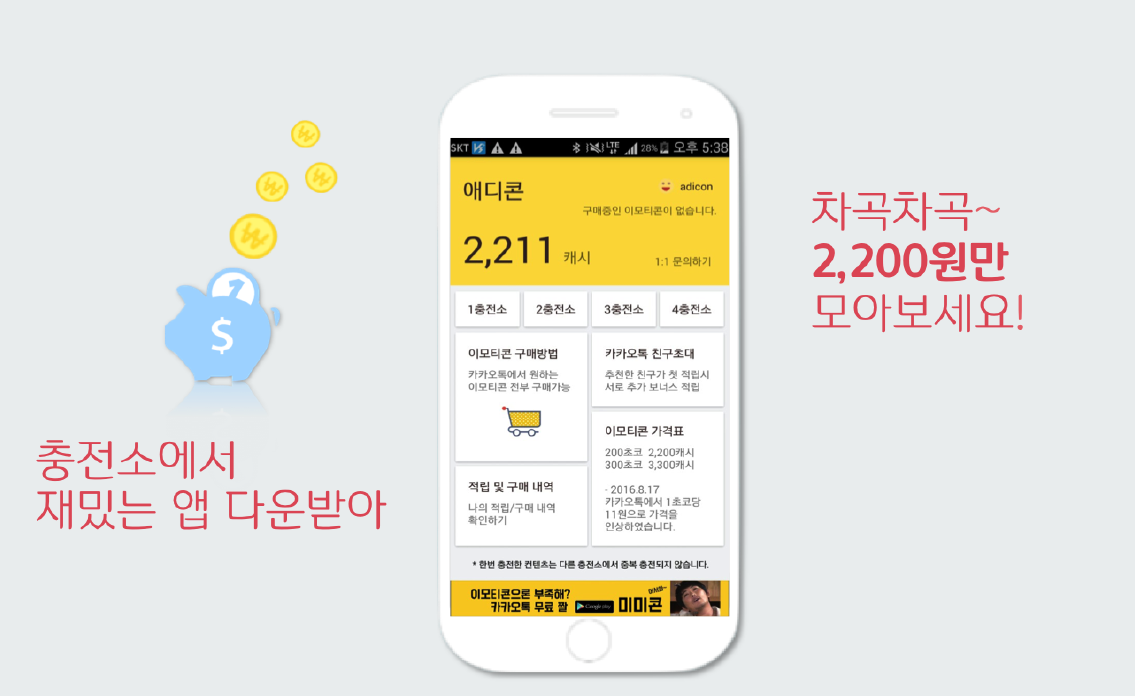 충전소에서
재밌는 앱 다운받아
SKT
LTE
28%
오후 5:38
애디콘
adicon
구매중인 이모티콘이 없습니다.
2,211 캐시
1:1 문의하기
1충전소
2충전소
3충전소
4충전소
이모티콘 구매방법
카카오톡에서 원하는
이모티콘 전부 구매가능
카카오톡 친구초대
추천한 친구가 첫 적립시
서로 추가 보너스 적립
이모티콘 가격표
200초코 2,200캐시
300초코 3,300캐시
- 2016.8.17
카카오톡에서 1초코당
11원으로 가격을
인상하였습니다.
적립 및 구매 내역
나의 적립/구매 내역
확인하기
* 한번 충전한 컨텐츠는 다른 충전소에서 중복 충전되지 않습니다.
이모티콘으론 부족해?
카카오톡 무료 짤
Google play
미미콘
차곡차곡~
2,200원만
모아보세요!
$